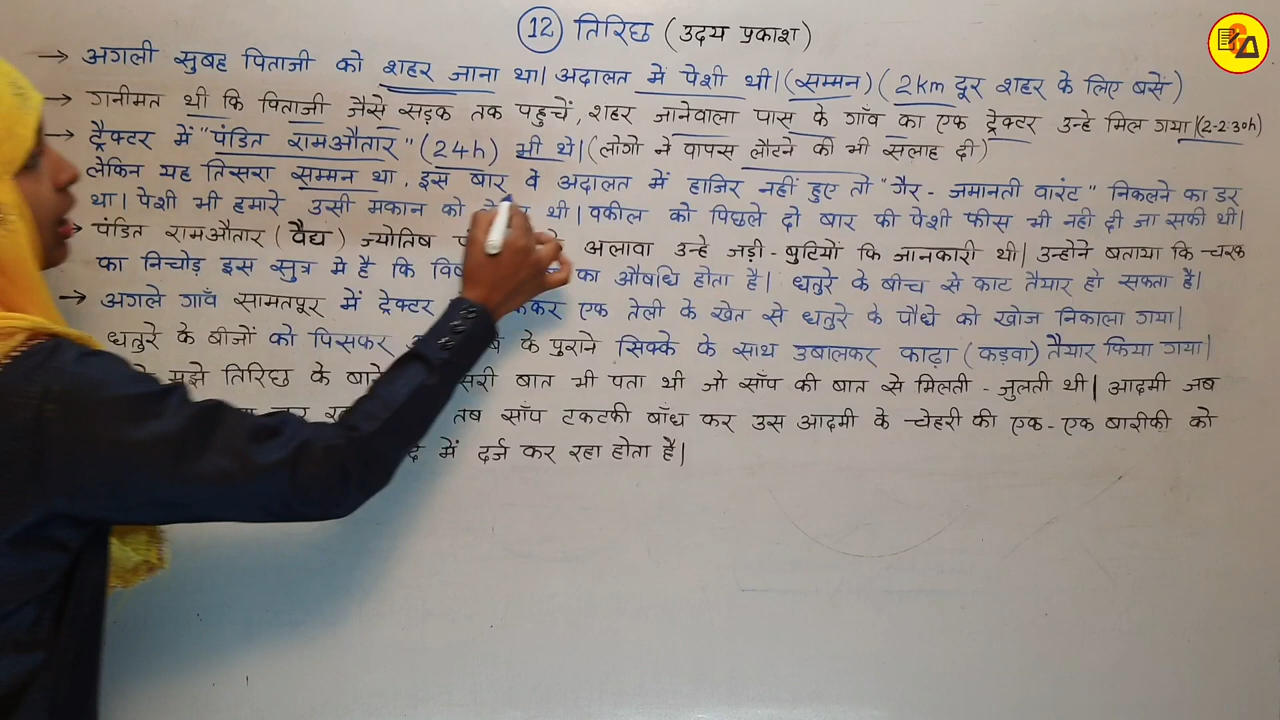 12 तिरिछ (उदय प्रकाश)
→ अगली सुबह पिताजी को शहर जाना था। अदालत में पेशी थी। (सम्मन) (2km दूर शहर के लिए बसें)
→ गनीमत थी कि पिताजी जैसे सड़क तक पहुचें, शहर जानेवाला पास के गाँव का एक ट्रेक्टर उन्हे मिल गया। (2-2:30h)
→ ट्रैक्टर में "पंडित रामऔतार" (24h) भी थे। (लोगो ने वापस लौटने की भी सलाह दी)
लेकिन यह तिसरा सम्मन था, इस बार वे अदालत में हाजिर नहीं हुए तो "गैर - जमानती वारंट" निकलने का डर
था। पेशी भी हमारे उसी मकान को थी। वकील को पिछले दो बार की पेशी फीस भी नही दी जा सकी थी।
→ पंडित रामऔतार (वैद्य) ज्योतिष अलावा उन्हे जड़ी - बुटियों कि जानकारी थी। उन्होने बताया कि चरक
का निचोड़ इस सुत्र मे है कि का औषधि होता है। धतुरे के बीच से काट तैयार हो सकता है।
→ अगले गाँव सामतपूर में ट्रेक्टर एक तेली के खेत से धतुरे के पौधे को खोज निकाला गया।
धतुरे के बीजों को पिसकर के पुराने सिक्के के साथ उबालकर काढ़ा (कड़वा) तैयार किया गया।
मुझे तिरिछ के बारे बात भी पता थी जो साँप की बात से मिलती - जुलती थी। आदमी जब
तब साँप टकटकी बाँध कर उस आदमी के चेहरी की एक - एक बारीकी को
में दर्ज कर रहा होता है।